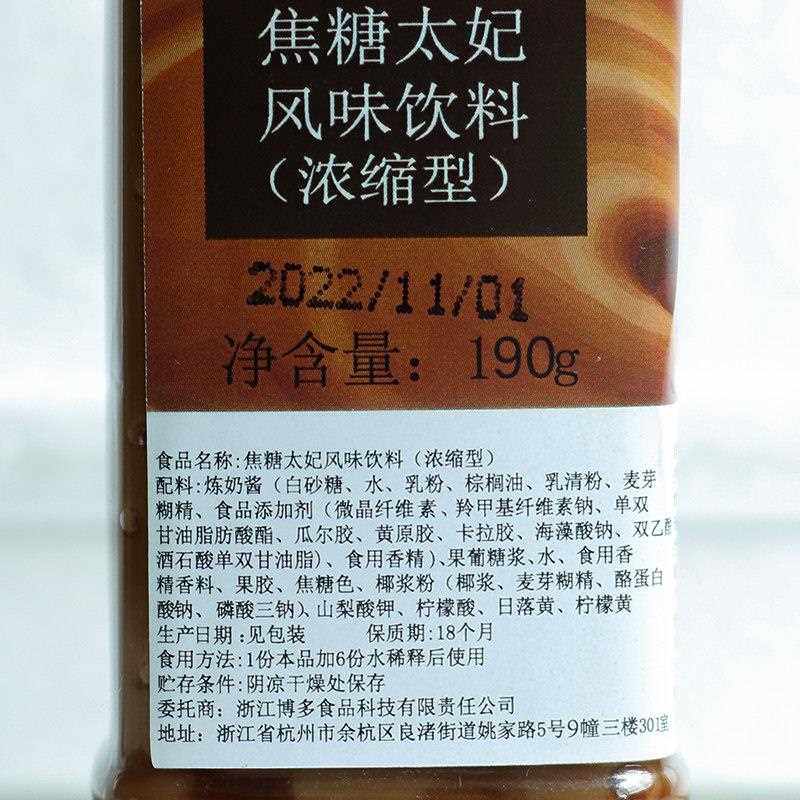 焦糖太妃
风味饮料
（浓缩型）
2022/11/01
净含量：190g
食品名称:焦糖太妃风味饮料（浓缩型）
配料:炼奶酱（白砂糖、水、乳粉、棕榈油、乳清粉、麦芽
糊精、食品添加剂（微晶纤维素、羟甲基纤维素钠、单双
甘油脂肪酸酯、瓜尔胶、黄原胶、卡拉胶、海藻酸钠、双乙酰
酒石酸单双甘油脂）、食用香精）、果葡糖浆、水、食用香
精香料、果胶、焦糖色、椰浆粉（椰浆、麦芽糊精、酪蛋白
酸钠、磷酸三钠）、山梨酸钾、柠檬酸、日落黄、柠檬黄
生产日期:见包装 保质期:18个月
食用方法:1份本品加6份水稀释后使用
贮存条件:阴凉干燥处保存
委托商：浙江博多食品科技有限责任公司
地址：浙江省杭州市余杭区良渚街道姚家路5号9幢三楼301室